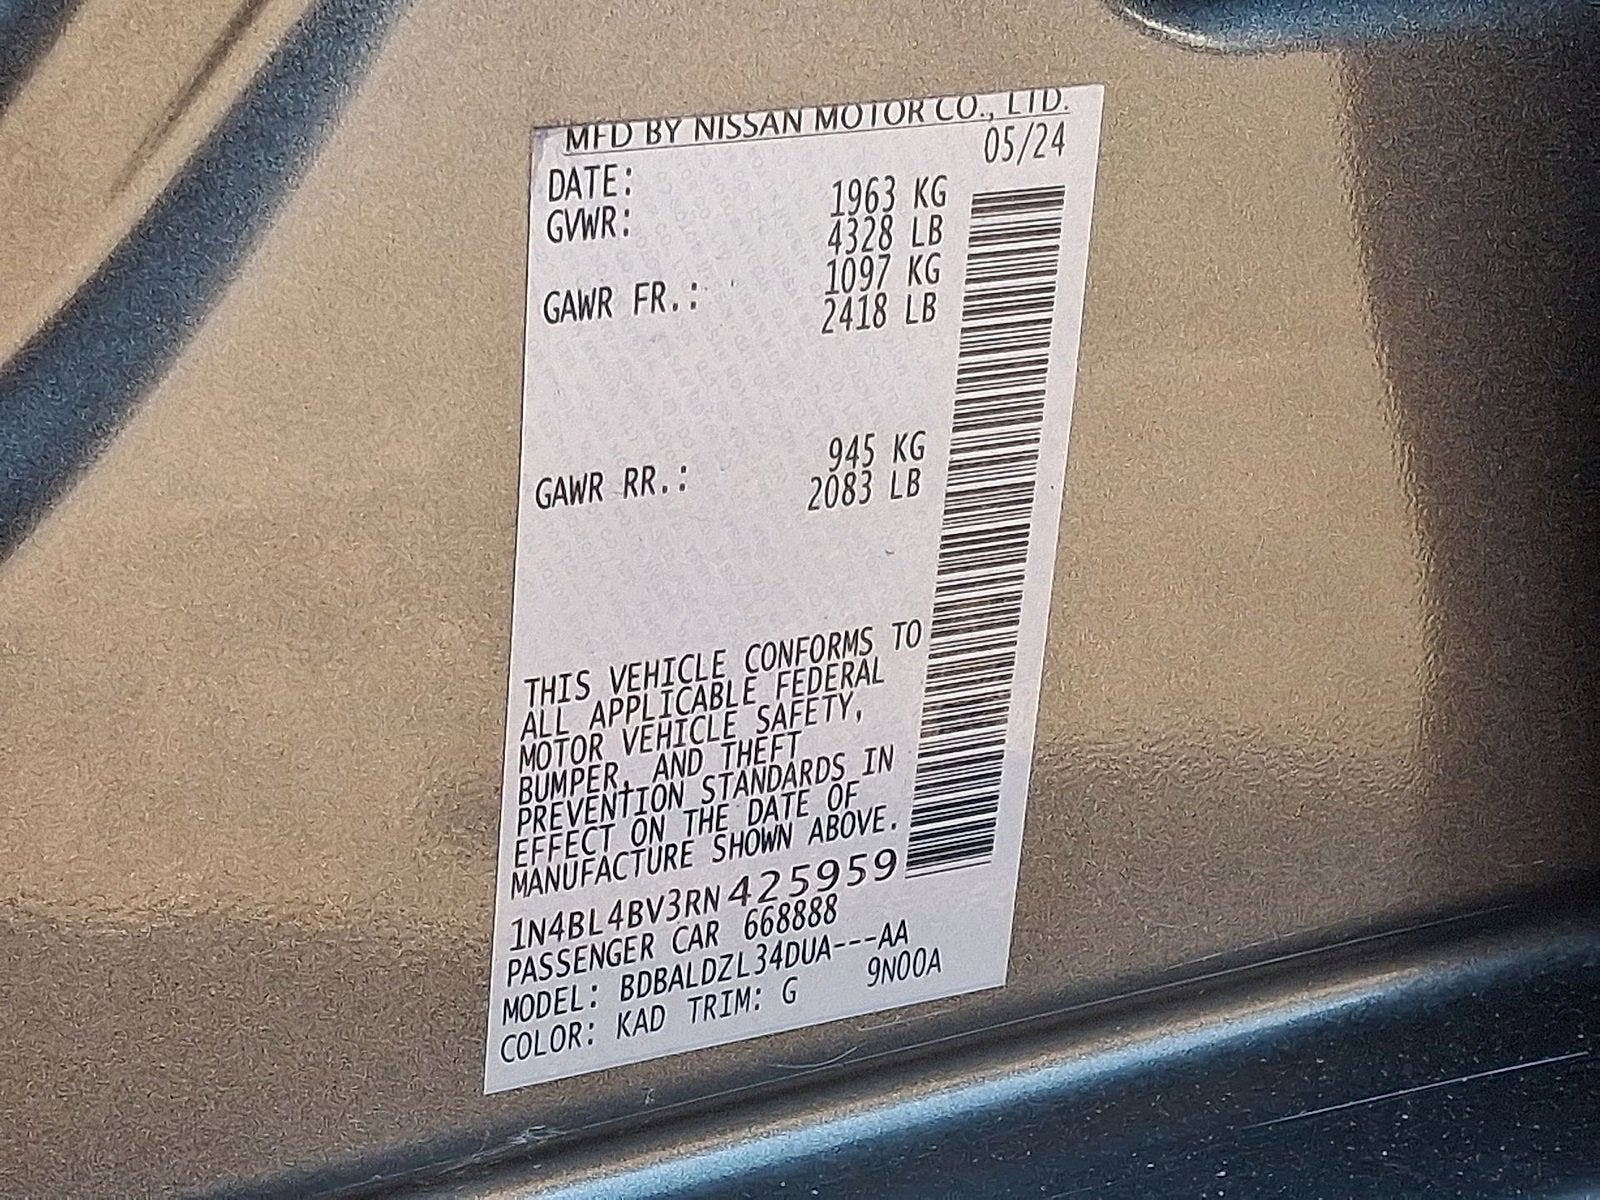 MFD BY NISSAN MOTOR CO., LTD.
05/24
DATE:
GVWR: 1963 KG
4328 LB
GAWR FR.: 1097 KG
2418 LB
GAWR RR.: 945 KG
2083 LB
THIS VEHICLE CONFORMS TO
ALL APPLICABLE FEDERAL
MOTOR VEHICLE SAFETY,
BUMPER, AND THEFT
PREVENTION STANDARDS IN
EFFECT ON THE DATE OF
MANUFACTURE SHOWN ABOVE.
1N4BL4BV3RN425959
PASSENGER CAR 668888
MODEL: BDBALDZL34DUA---AA
COLOR: KAD TRIM: G 9N00A